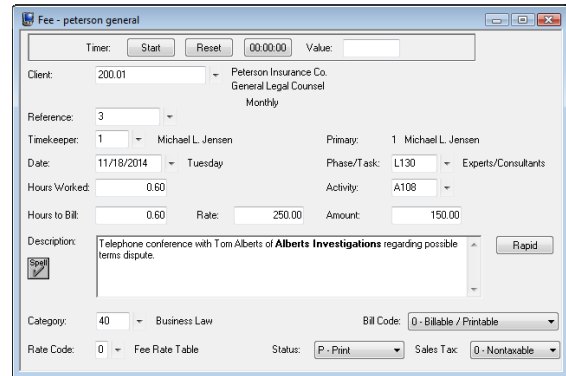 Fee - peterson general
Timer: Start Reset 00:00:00 Value:
Client: 200.01 Peterson Insurance Co.
General Legal Counsel
Monthly
Reference: 3
Timekeeper: 1 Michael L. Jensen Primary: 1 Michael L. Jensen
Date: 11/18/2014 Tuesday Phase/Task: L130 Experts/Consultants
Hours Worked: 0.60 Activity: A108
Hours to Bill: 0.60 Rate: 250.00 Amount: 150.00
Description: Telephone conference with Tom Alberts of Alberts Investigations regarding possible Rapid
terms dispute.
Spell
Category: 40 Business Law Bill Code: 0 - Billable / Printable
Rate Code: 0 Fee Rate Table Status: P - Print Sales Tax: 0 - Nontaxable